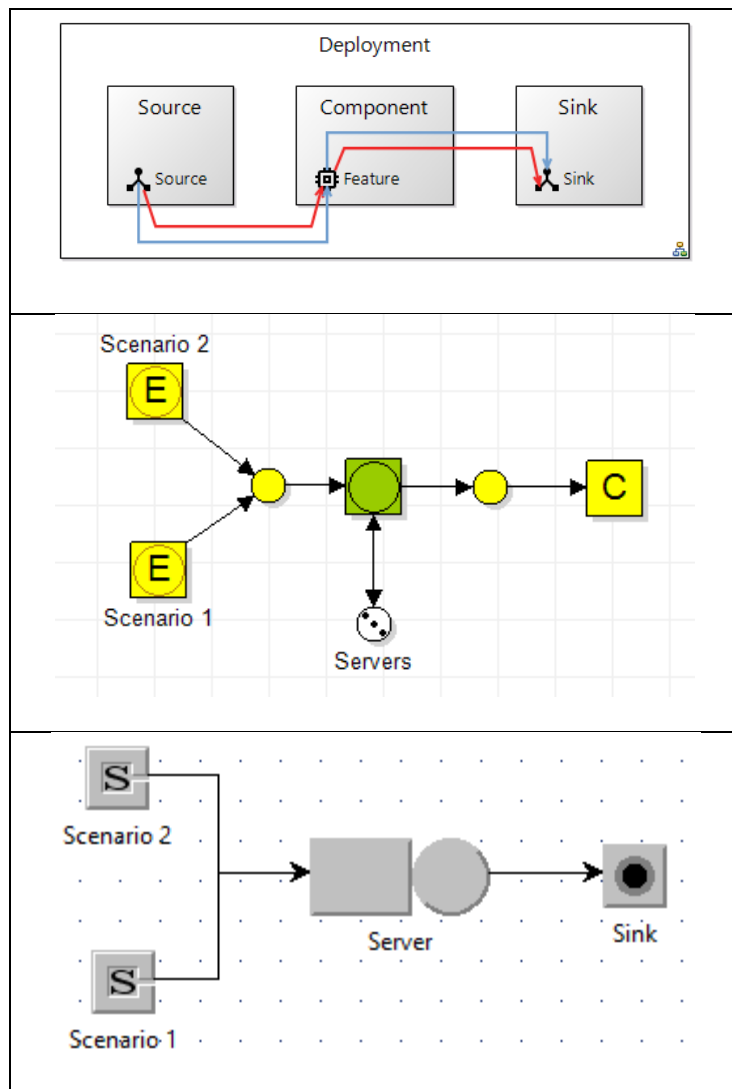 Deployment
Source Component Sink
Source Feature Sink
Scenario 2
E
C
E
Scenario 1
Servers
S
Scenario 2
Server
Sink
S
Scenario 1